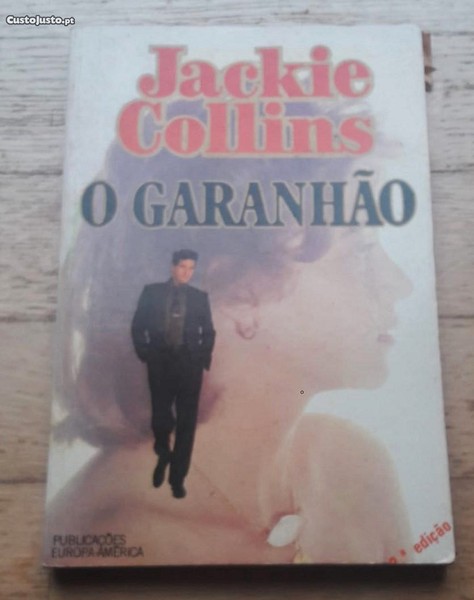 CustoJusto.pt
Jackie
Collins
O GARANHÃO
PUBLICAÇÕES
EUROPA-AMÉRICA
ª edição